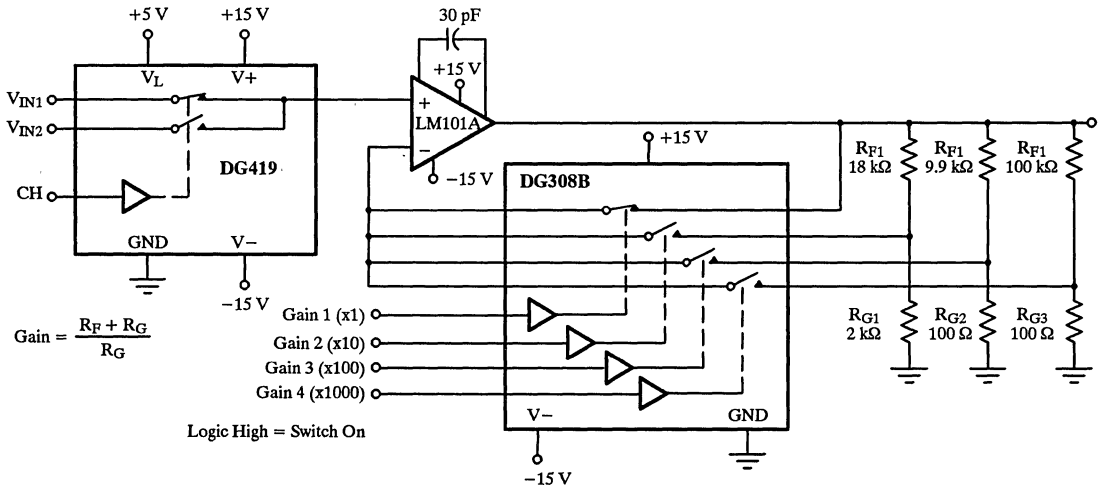 +5 V
+15 V
30 pF
V_L
V+
+15 V
V_IN1
V_IN2
+
LM101A
−
DG419
CH
−15 V
+15 V
DG308B
R_F1
18 kΩ
R_F1
9.9 kΩ
R_F1
100 kΩ
GND
V−
−15 V
Gain = R_F + R_G
R_G
Gain 1 (x1)
Gain 2 (x10)
Gain 3 (x100)
Gain 4 (x1000)
R_G1
2 kΩ
R_G2
100 Ω
R_G3
100 Ω
Logic High = Switch On
V−
GND
−15 V